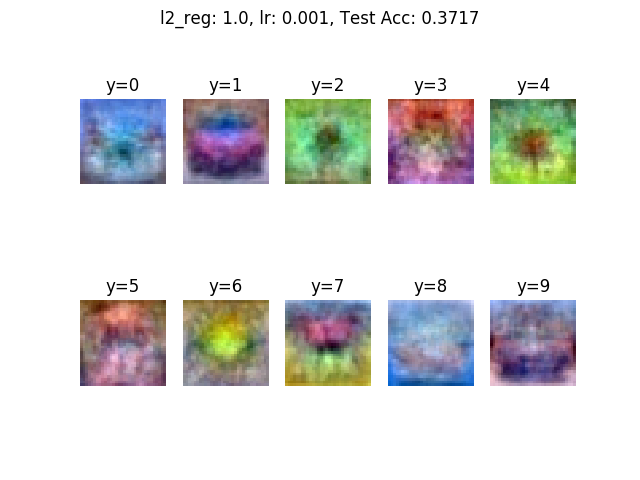 l2_reg: 1.0, lr: 0.001, Test Acc: 0.3717
y=0 y=1 y=2 y=3 y=4
y=5 y=6 y=7 y=8 y=9